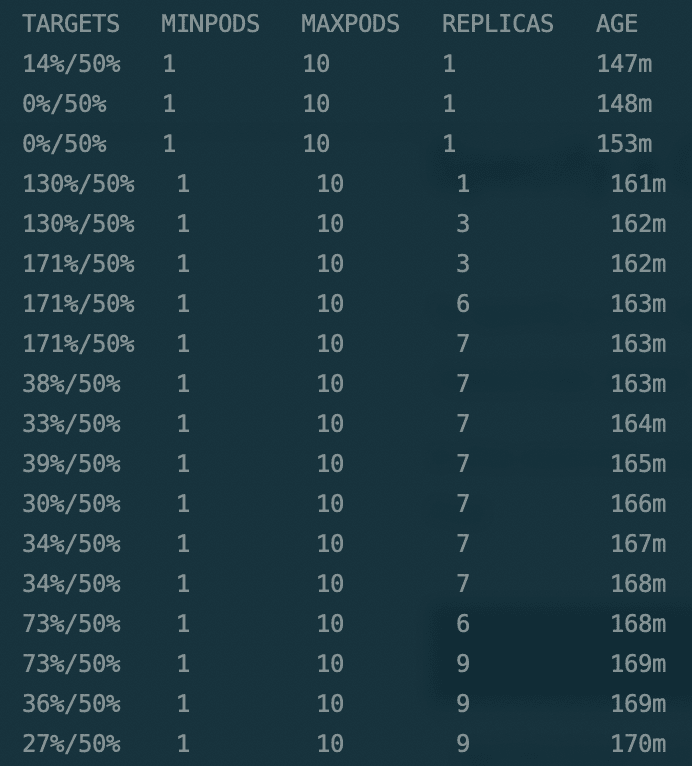 TARGETS MINPODS MAXPODS REPLICAS AGE
14%/50% 1 10 1 147m
0%/50% 1 10 1 148m
0%/50% 1 10 1 153m
130%/50% 1 10 1 161m
130%/50% 1 10 3 162m
171%/50% 1 10 3 162m
171%/50% 1 10 6 163m
171%/50% 1 10 7 163m
38%/50% 1 10 7 163m
33%/50% 1 10 7 164m
39%/50% 1 10 7 165m
30%/50% 1 10 7 166m
34%/50% 1 10 7 167m
34%/50% 1 10 7 168m
73%/50% 1 10 6 168m
73%/50% 1 10 9 169m
36%/50% 1 10 9 169m
27%/50% 1 10 9 170m